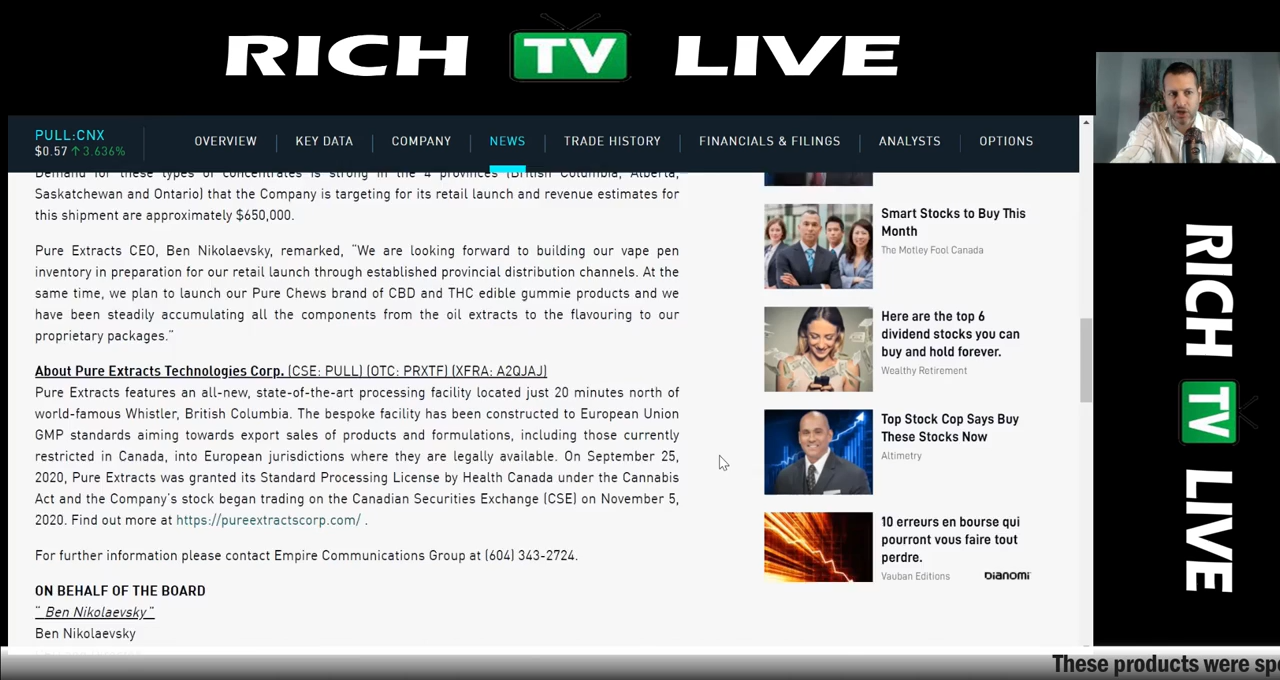 RICH TV LIVE
PULL:CNX
$0.57 ↑ 3.636%
OVERVIEW
KEY DATA
COMPANY
NEWS
TRADE HISTORY
FINANCIALS & FILINGS
ANALYSTS
OPTIONS
Demand for these types of concentrates is strong in the 4 provinces (British Columbia, Alberta,
Saskatchewan and Ontario) that the Company is targeting for its retail launch and revenue estimates for
this shipment are approximately $650,000.
Pure Extracts CEO, Ben Nikolaevsky, remarked, “We are looking forward to building our vape pen
inventory in preparation for our retail launch through established provincial distribution channels. At the
same time, we plan to launch our Pure Chews brand of CBD and THC edible gummie products and we
have been steadily accumulating all the components from the oil extracts to the flavouring to our
proprietary packages.”
About Pure Extracts Technologies Corp. (CSE: PULL) (OTC: PRXTF) (XFRA: A2QJAJ)
Pure Extracts features an all-new, state-of-the-art processing facility located just 20 minutes north of
world-famous Whistler, British Columbia. The bespoke facility has been constructed to European Union
GMP standards aiming towards export sales of products and formulations, including those currently
restricted in Canada, into European jurisdictions where they are legally available. On September 25,
2020, Pure Extracts was granted its Standard Processing License by Health Canada under the Cannabis
Act and the Company’s stock began trading on the Canadian Securities Exchange (CSE) on November 5,
2020. Find out more at https://pureextractscorp.com/ .
For further information please contact Empire Communications Group at (604) 343-2724.
ON BEHALF OF THE BOARD
“ Ben Nikolaevsky ”
Ben Nikolaevsky
Smart Stocks to Buy This
Month
The Motley Fool Canada
Here are the top 6
dividend stocks you can
buy and hold forever.
Wealthy Retirement
Top Stock Cop Says Buy
These Stocks Now
Altimetry
10 erreurs en bourse qui
pourront vous faire tout
perdre.
Vauban Editions
DIANOMI
RICH TV LIVE
These products were spe